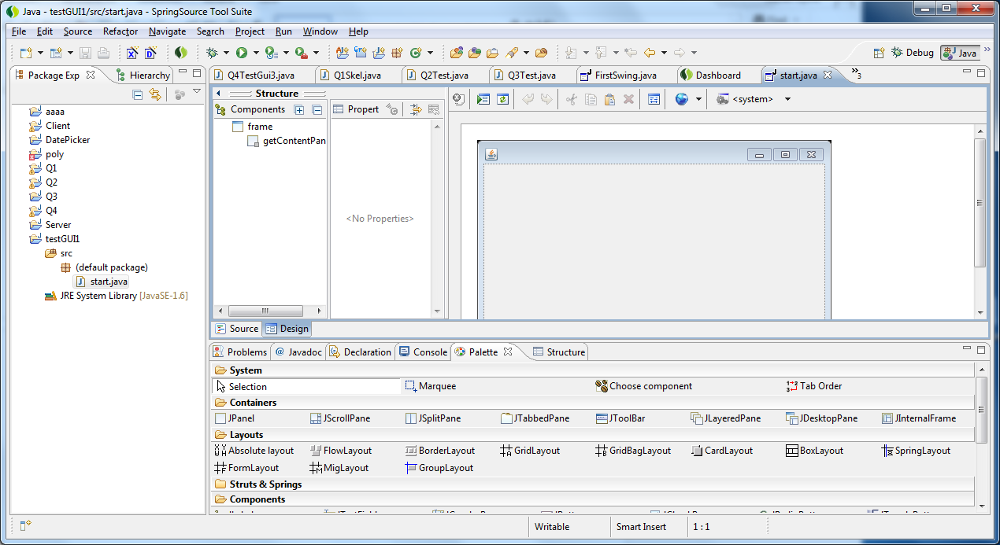 Java - testGUI1/src/start.java - SpringSource Tool Suite
File Edit Source Refactor Navigate Search Project Run Window Help
Debug Java
Package Exp Hierarchy
Q4TestGui3.java Q1Skel.java Q2Test.java Q3Test.java FirstSwing.java Dashboard start.java »3
Structure
<system>
Components Propert
aaaa
Client
DatePicker
poly
Q1
Q2
Q3
Q4
Server
testGUI1
src
(default package)
start.java
JRE System Library [JavaSE-1.6]
frame
getContentPan
<No Properties>
Source Design
Problems @ Javadoc Declaration Console Palette Structure
System
Selection Marquee Choose component Tab Order
Containers
JPanel JScrollPane JSplitPane JTabbedPane JToolBar JLayeredPane JDesktopPane JInternalFrame
Layouts
Absolute layout FlowLayout BorderLayout GridLayout GridBagLayout CardLayout BoxLayout SpringLayout
FormLayout MigLayout GroupLayout
Struts & Springs
Components
Writable Smart Insert 1 : 1